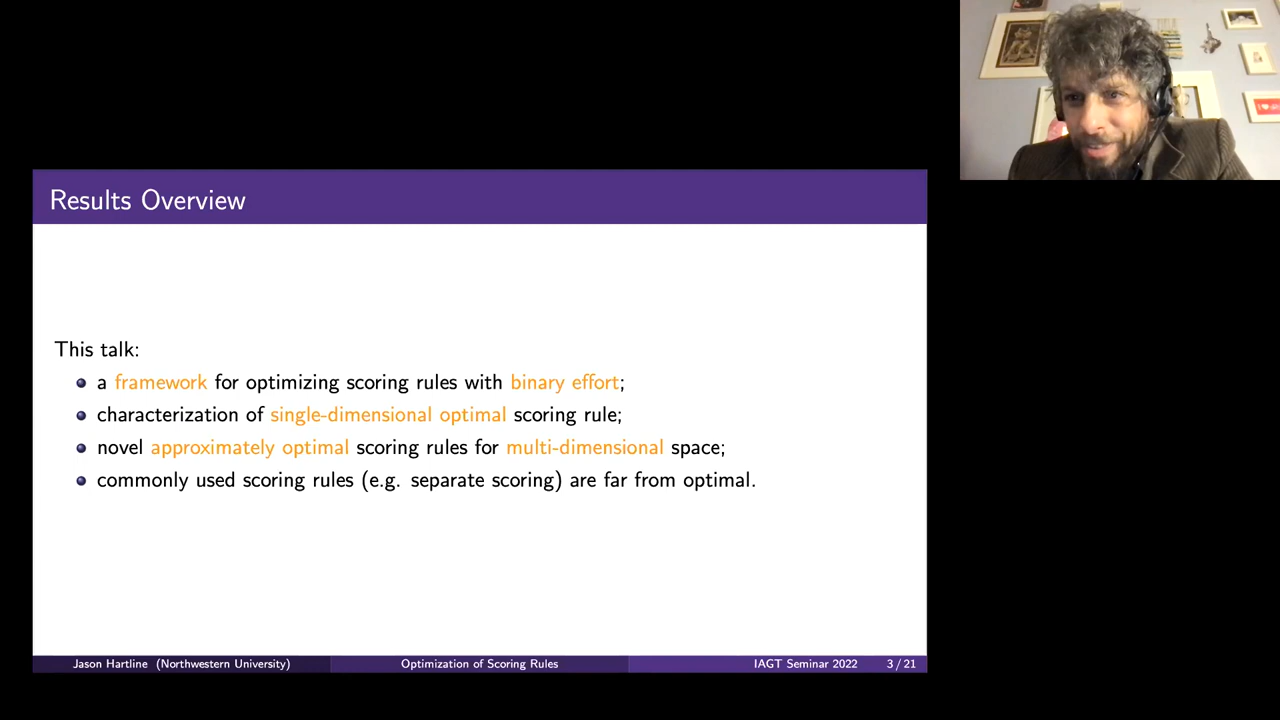 Results Overview
This talk:
a framework for optimizing scoring rules with binary effort;
characterization of single-dimensional optimal scoring rule;
novel approximately optimal scoring rules for multi-dimensional space;
commonly used scoring rules (e.g. separate scoring) are far from optimal.
Jason Hartline (Northwestern University) Optimization of Scoring Rules IAGT Seminar 2022 3 / 21